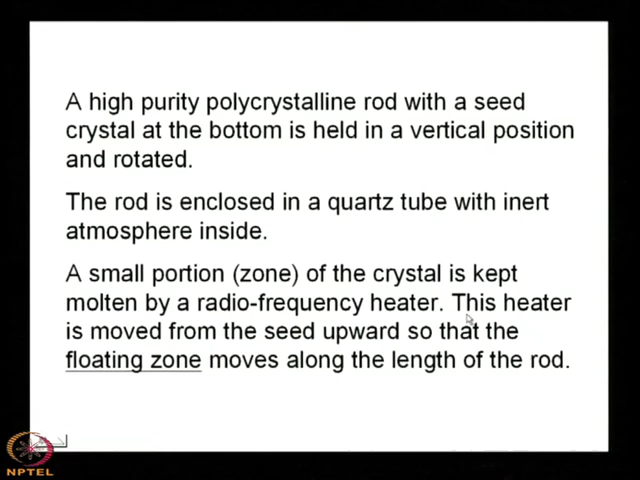 A high purity polycrystalline rod with a seed
crystal at the bottom is held in a vertical position
and rotated.
The rod is enclosed in a quartz tube with inert
atmosphere inside.
A small portion (zone) of the crystal is kept
molten by a radio-frequency heater. This heater
is moved from the seed upward so that the
floating zone moves along the length of the rod.
NPTEL